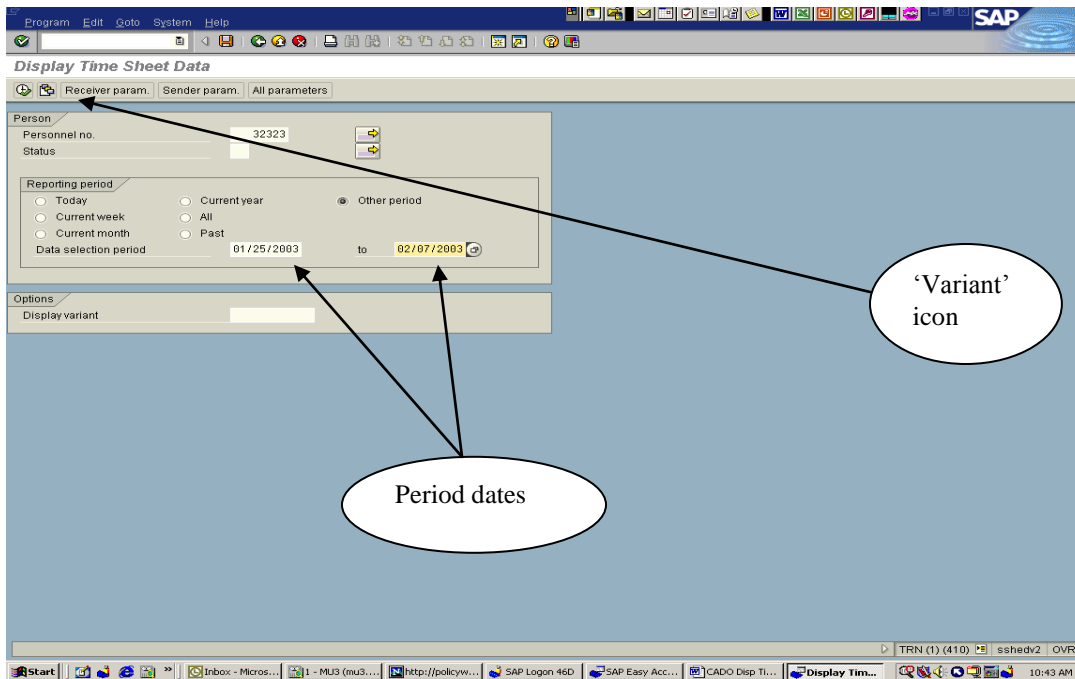 Program Edit Goto System Help
SAP
Display Time Sheet Data
Receiver param. Sender param. All parameters
Person
Personnel no. 32323
Status
Reporting period
Today Current year Other period
Current week All
Current month Past
Data selection period 01/25/2003 to 02/07/2003
Options
Display variant
‘Variant’
icon
Period dates
TRN (1) (410) sshedv2 OVR
Start » Inbox - Micros... 1 - MU3 (mu3.... http://policyw... SAP Logon 46D SAP Easy Acc... CADO Disp Ti... Display Tim... 10:43 AM